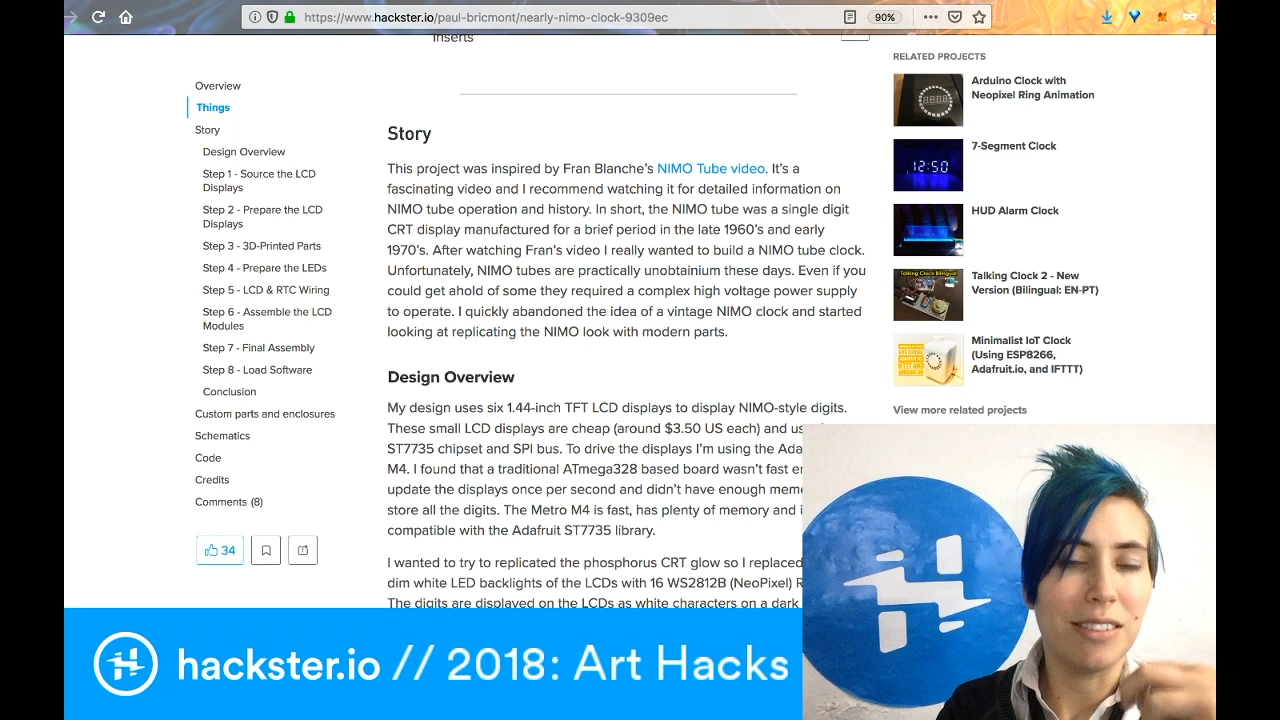 https://www.hackster.io/paul-bricmont/nearly-nimo-clock-9309ec
90%
Inserts
Overview
Things
Story
Design Overview
Step 1 - Source the LCD
Displays
Step 2 - Prepare the LCD
Displays
Step 3 - 3D-Printed Parts
Step 4 - Prepare the LEDs
Step 5 - LCD & RTC Wiring
Step 6 - Assemble the LCD
Modules
Step 7 - Final Assembly
Step 8 - Load Software
Conclusion
Custom parts and enclosures
Schematics
Code
Credits
Comments (8)
34
Story
This project was inspired by Fran Blanche's NIMO Tube video. It's a
fascinating video and I recommend watching it for detailed information on
NIMO tube operation and history. In short, the NIMO tube was a single digit
CRT display manufactured for a brief period in the late 1960's and early
1970's. After watching Fran's video I really wanted to build a NIMO tube clock.
Unfortunately, NIMO tubes are practically unobtainium these days. Even if you
could get ahold of some they required a complex high voltage power supply
to operate. I quickly abandoned the idea of a vintage NIMO clock and started
looking at replicating the NIMO look with modern parts.
Design Overview
My design uses six 1.44-inch TFT LCD displays to display NIMO-style digits.
These small LCD displays are cheap (around $3.50 US each) and us
ST7735 chipset and SPI bus. To drive the displays I'm using the Ada
M4. I found that a traditional ATmega328 based board wasn't fast e
update the displays once per second and didn't have enough mem
store all the digits. The Metro M4 is fast, has plenty of memory and i
compatible with the Adafruit ST7735 library.
I wanted to try to replicated the phosphorus CRT glow so I replaced
dim white LED backlights of the LCDs with 16 WS2812B (NeoPixel) R
The digits are displayed on the LCDs as white characters on a dark
RELATED PROJECTS
Arduino Clock with
Neopixel Ring Animation
12:50
7-Segment Clock
HUD Alarm Clock
Talking Clock Bilingual
Talking Clock 2 - New
Version (Bilingual: EN-PT)
Minimalist IoT Clock
(Using ESP8266,
Adafruit.io, and IFTTT)
View more related projects
hackster.io // 2018: Art Hacks